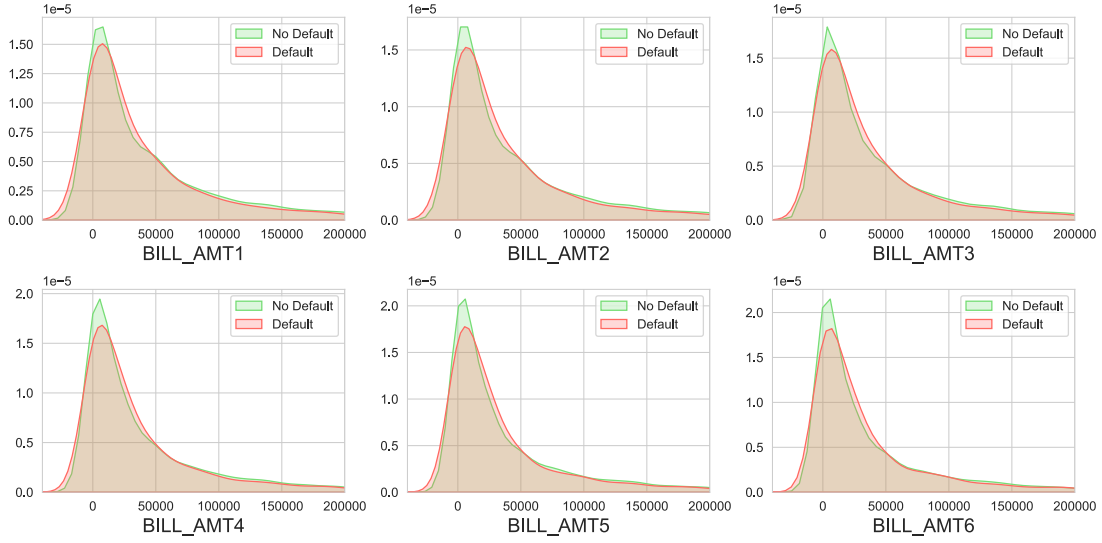 1e−5
1.50
1.25
1.00
0.75
0.50
0.25
0.00
No Default
Default
0
50000
100000
150000
200000
BILL_AMT1
1e−5
1.5
1.0
0.5
0.0
No Default
Default
0
50000
100000
150000
200000
BILL_AMT2
1e−5
1.5
1.0
0.5
0.0
No Default
Default
0
50000
100000
150000
200000
BILL_AMT3
1e−5
2.0
1.5
1.0
0.5
0.0
No Default
Default
0
50000
100000
150000
200000
BILL_AMT4
1e−5
2.0
1.5
1.0
0.5
0.0
No Default
Default
0
50000
100000
150000
200000
BILL_AMT5
1e−5
2.0
1.5
1.0
0.5
0.0
No Default
Default
0
50000
100000
150000
200000
BILL_AMT6